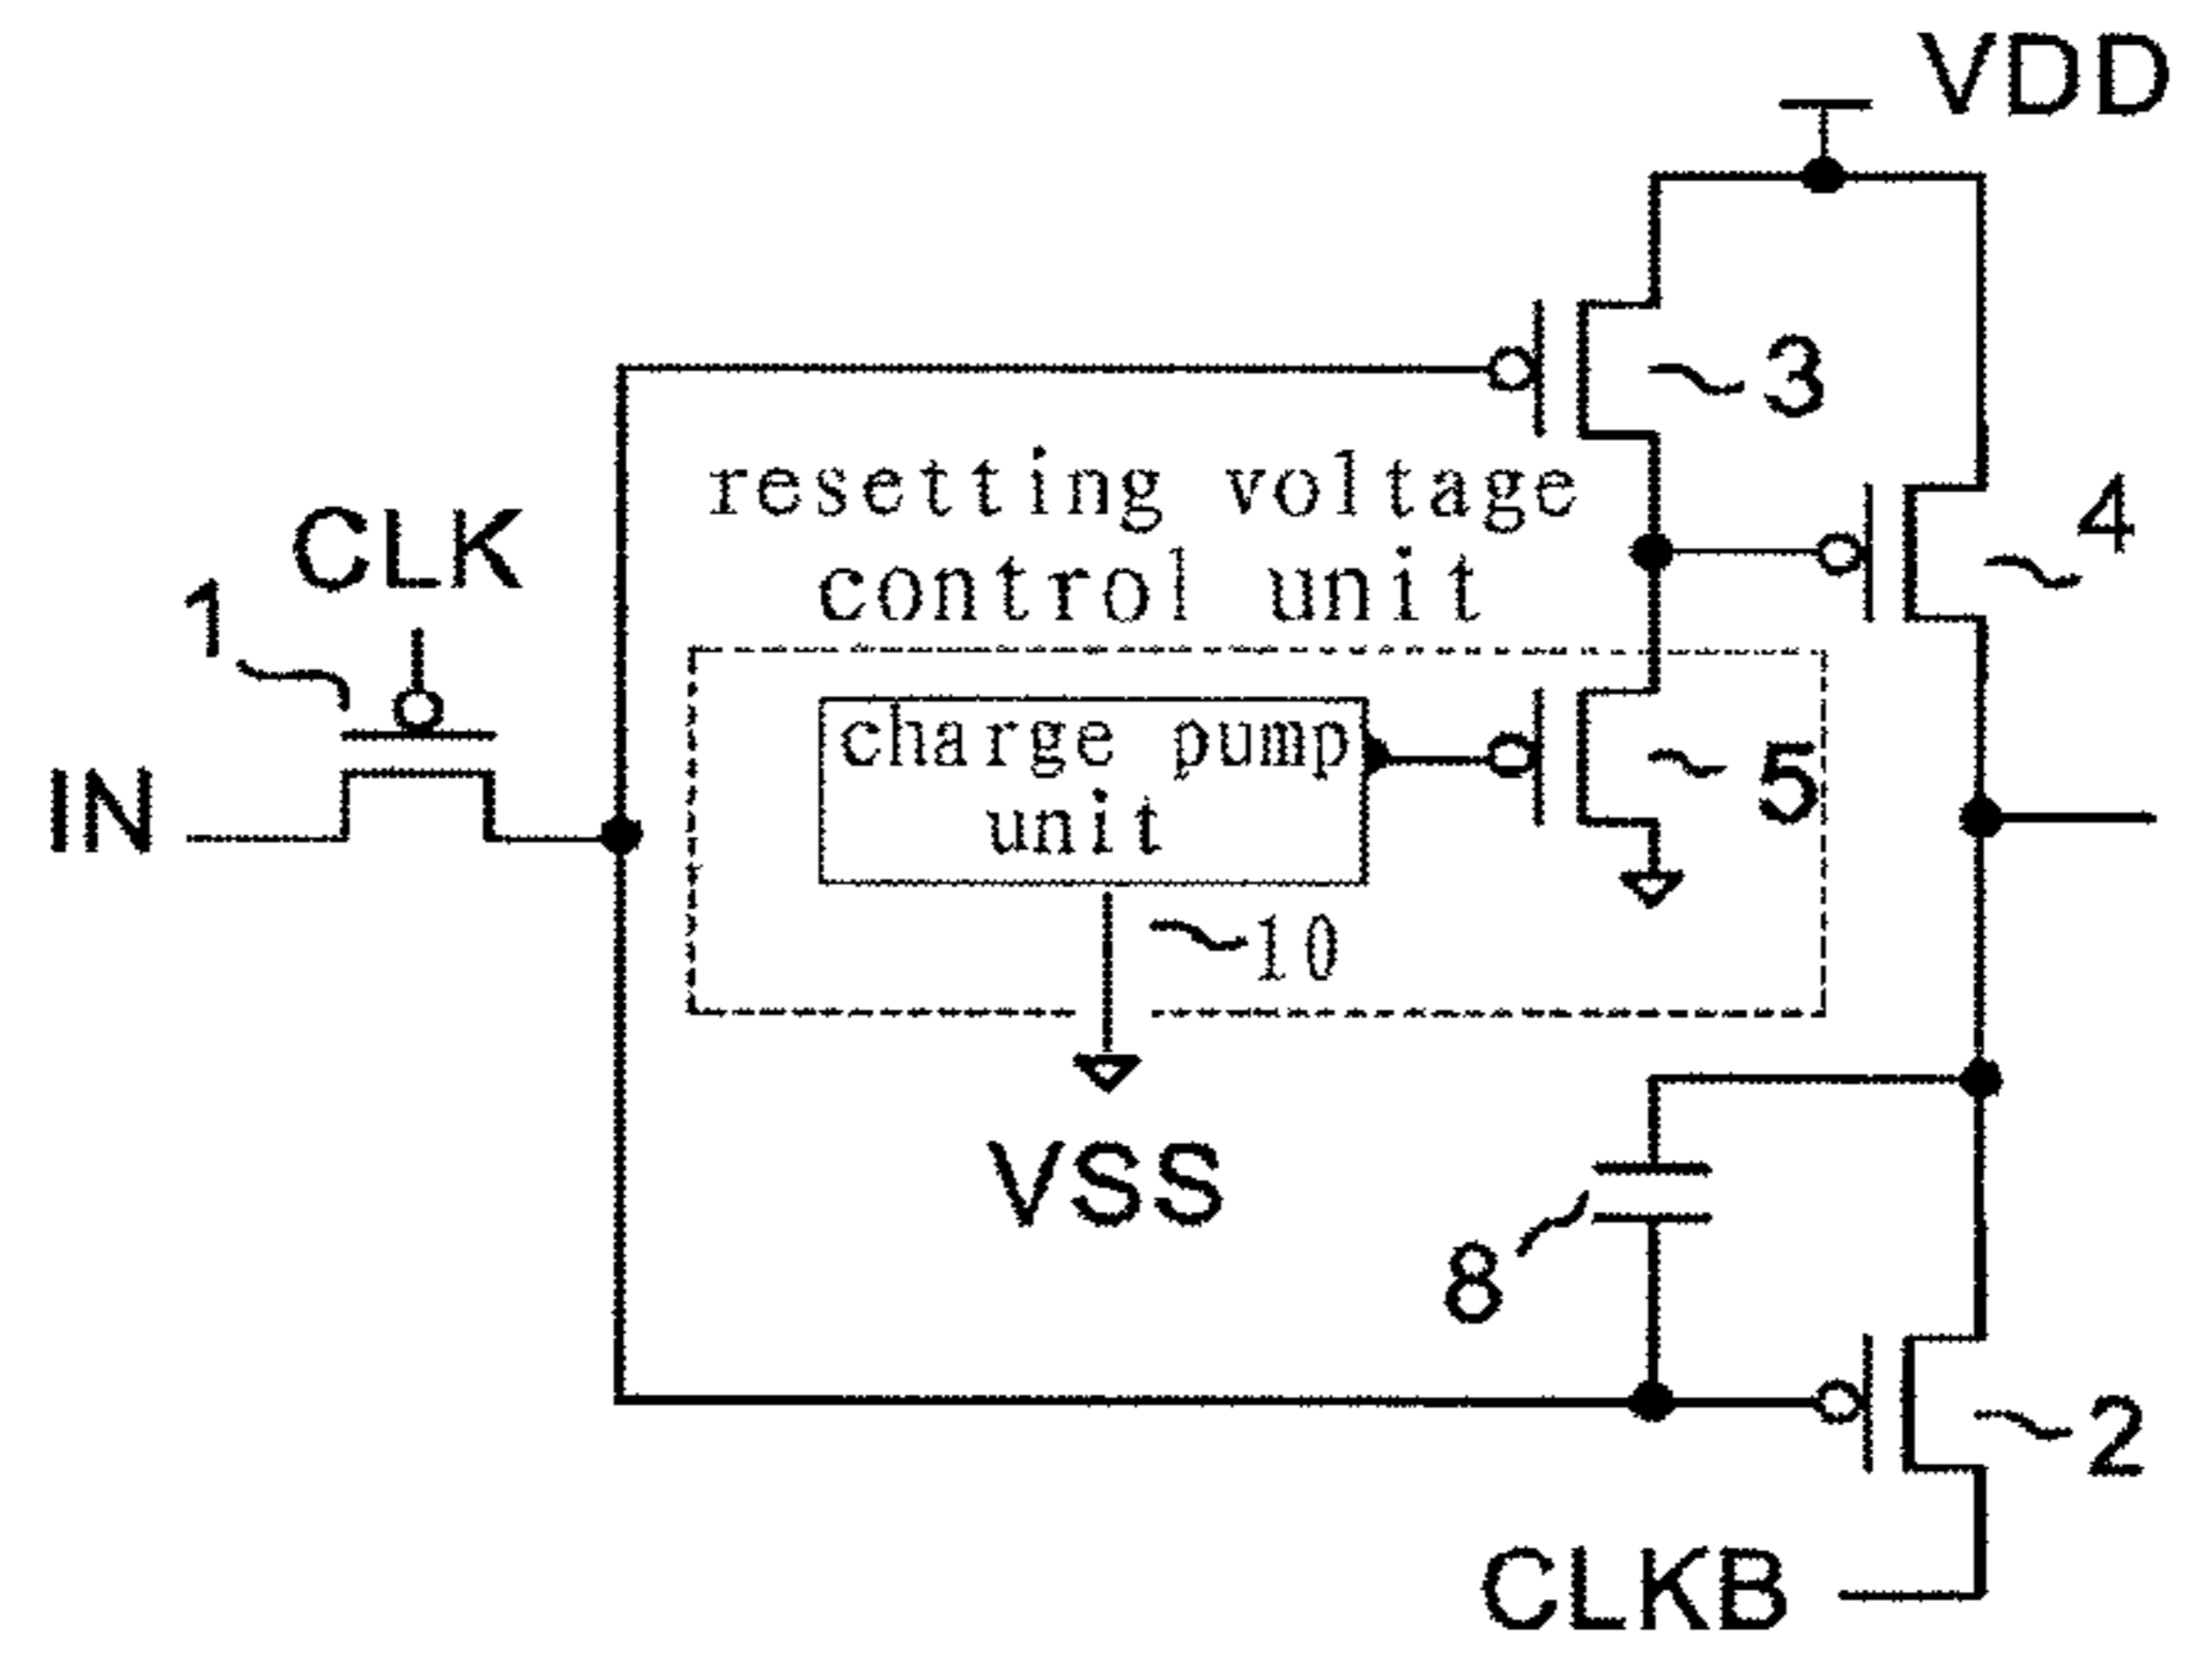 VDD
3
resetting voltage
control unit
4
CLK
1
charge pump
unit
5
IN
10
VSS
8
2
CLKB